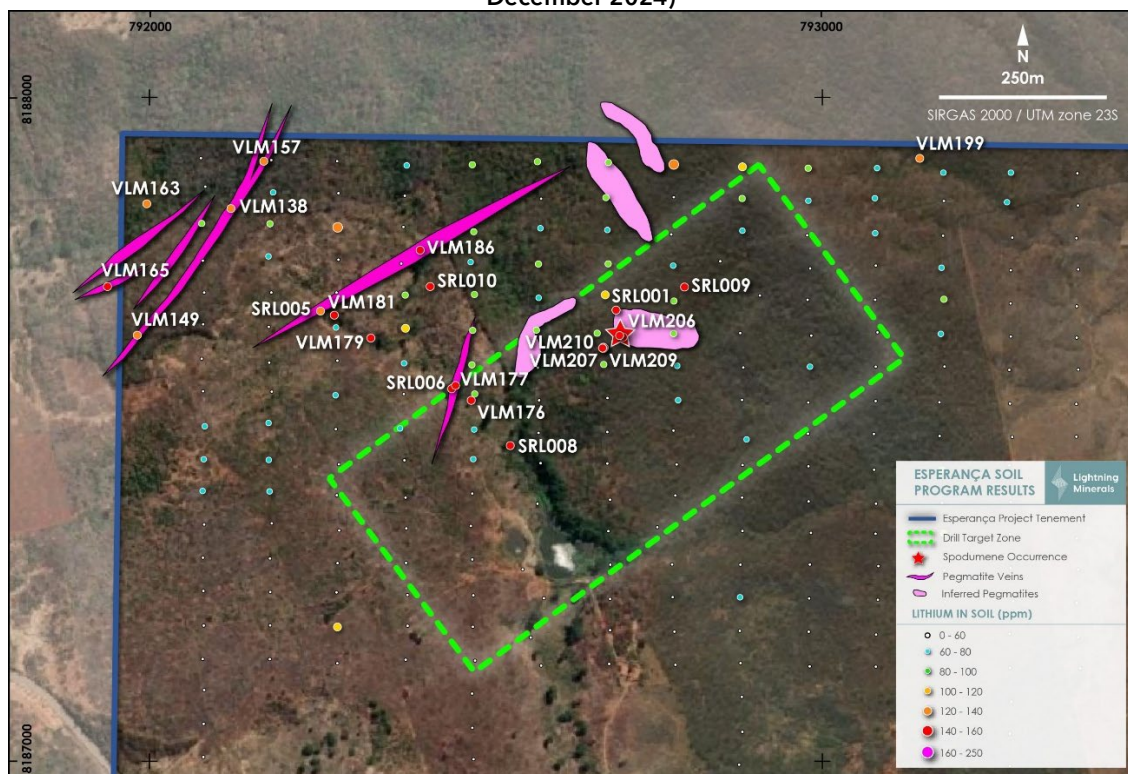 December 2024)
792000
793000
8188000
8187000
N
250m
SIRGAS 2000 / UTM zone 23S
VLM157
VLM199
VLM163
VLM138
VLM186
VLM165
SRL010
SRL009
SRL005
VLM181
SRL001
VLM206
VLM149
VLM179
VLM210
VLM207
VLM209
SRL006
VLM177
VLM176
SRL008
ESPERANÇA SOIL
PROGRAM RESULTS
Lightning
Minerals
Esperança Project Tenement
Drill Target Zone
Spodumene Occurrence
Pegmatite Veins
Inferred Pegmatites
LITHIUM IN SOIL (ppm)
0 - 60
60 - 80
80 - 100
100 - 120
120 - 140
140 - 160
160 - 250